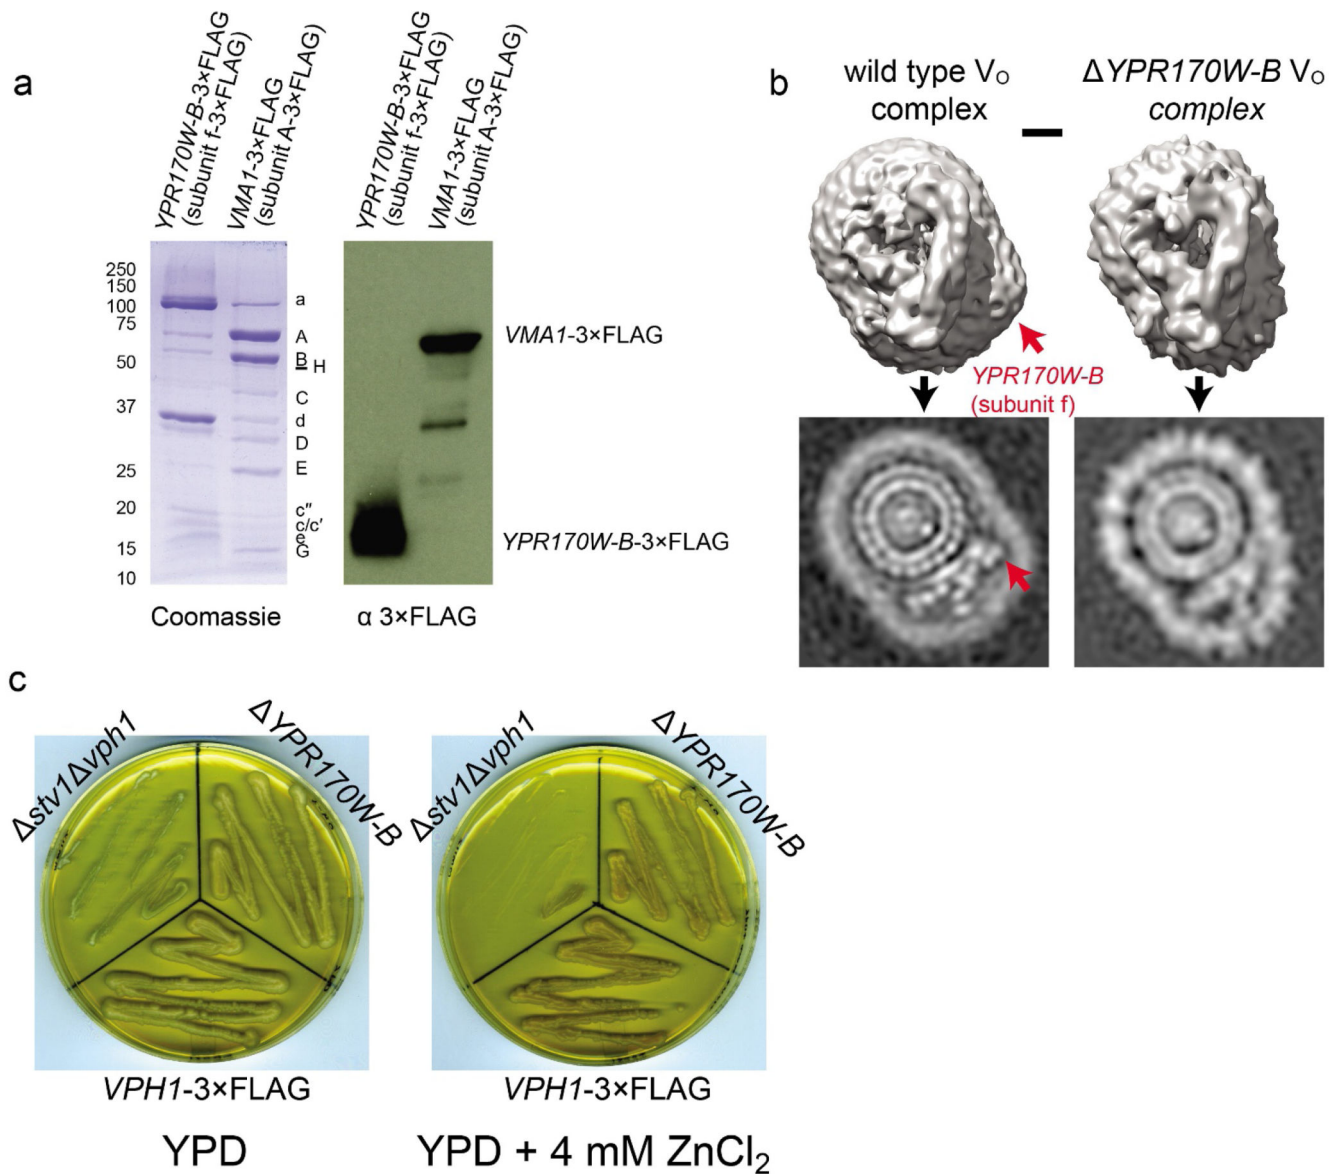 a
YPR170W-B-3×FLAG
(subunit f-3×FLAG)
VMA1-3×FLAG
(subunit A-3×FLAG)
YPR170W-B-3×FLAG
(subunit f-3×FLAG)
VMA1-3×FLAG
(subunit A-3×FLAG)
250
150
100
75
50
37
25
20
15
10
a
A
B
H
C
d
D
E
c″
c/c′
e
G
VMA1-3×FLAG
YPR170W-B-3×FLAG
Coomassie
α 3×FLAG
b
wild type VO
complex
ΔYPR170W-B VO
complex
YPR170W-B
(subunit f)
c
Δstv1Δvph1
ΔYPR170W-B
VPH1-3×FLAG
YPD
Δstv1Δvph1
ΔYPR170W-B
VPH1-3×FLAG
YPD + 4 mM ZnCl₂